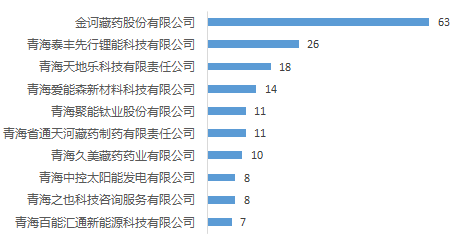 金诃藏药股份有限公司 63
青海泰丰先行锂能科技有限公司 26
青海天地乐科技有限责任公司 18
青海爱能森新材料科技有限公司 14
青海聚能钛业股份有限公司 11
青海省通天河藏药制药有限责任公司 11
青海久美藏药药业有限公司 10
青海中控太阳能发电有限公司 8
青海之也科技咨询服务有限公司 8
青海百能汇通新能源科技有限公司 7